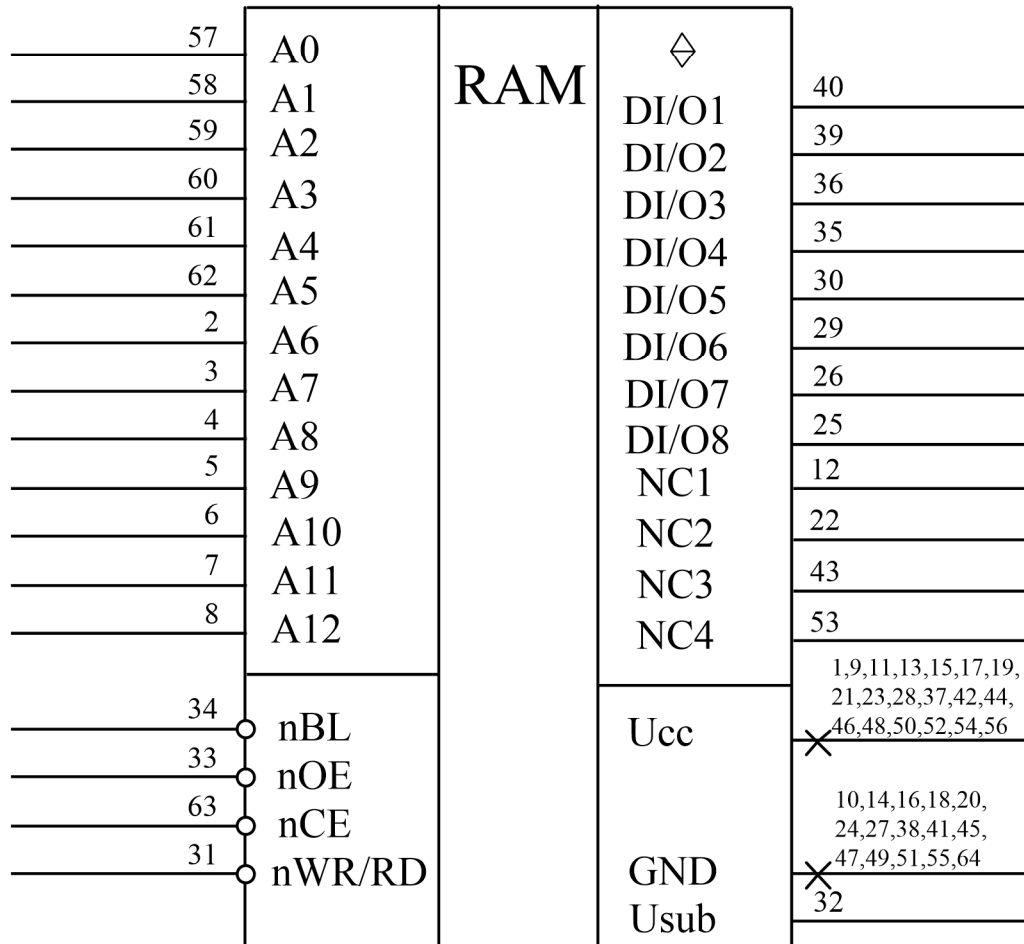 57 A0
58 A1
59 A2
60 A3
61 A4
62 A5
2 A6
3 A7
4 A8
5 A9
6 A10
7 A11
8 A12
34 nBL
33 nOE
63 nCE
31 nWR/RD
RAM
DI/O1 40
DI/O2 39
DI/O3 36
DI/O4 35
DI/O5 30
DI/O6 29
DI/O7 26
DI/O8 25
NC1 12
NC2 22
NC3 43
NC4 53
1,9,11,13,15,17,19,
21,23,28,37,42,44,
Ucc 46,48,50,52,54,56
10,14,16,18,20,
24,27,38,41,45,
GND 47,49,51,55,64
Usub 32